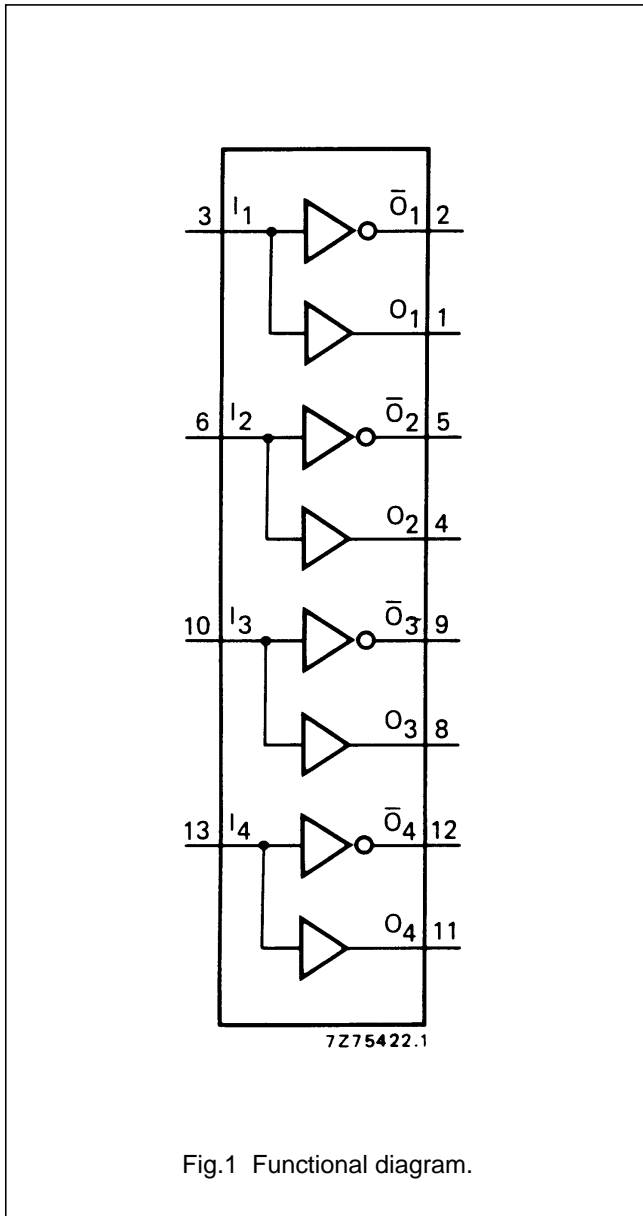 3 I1 Ō1 2
O1 1
6 I2 Ō2 5
O2 4
10 I3 Ō3 9
O3 8
13 I4 Ō4 12
O4 11
7Z75422.1
Fig.1 Functional diagram.